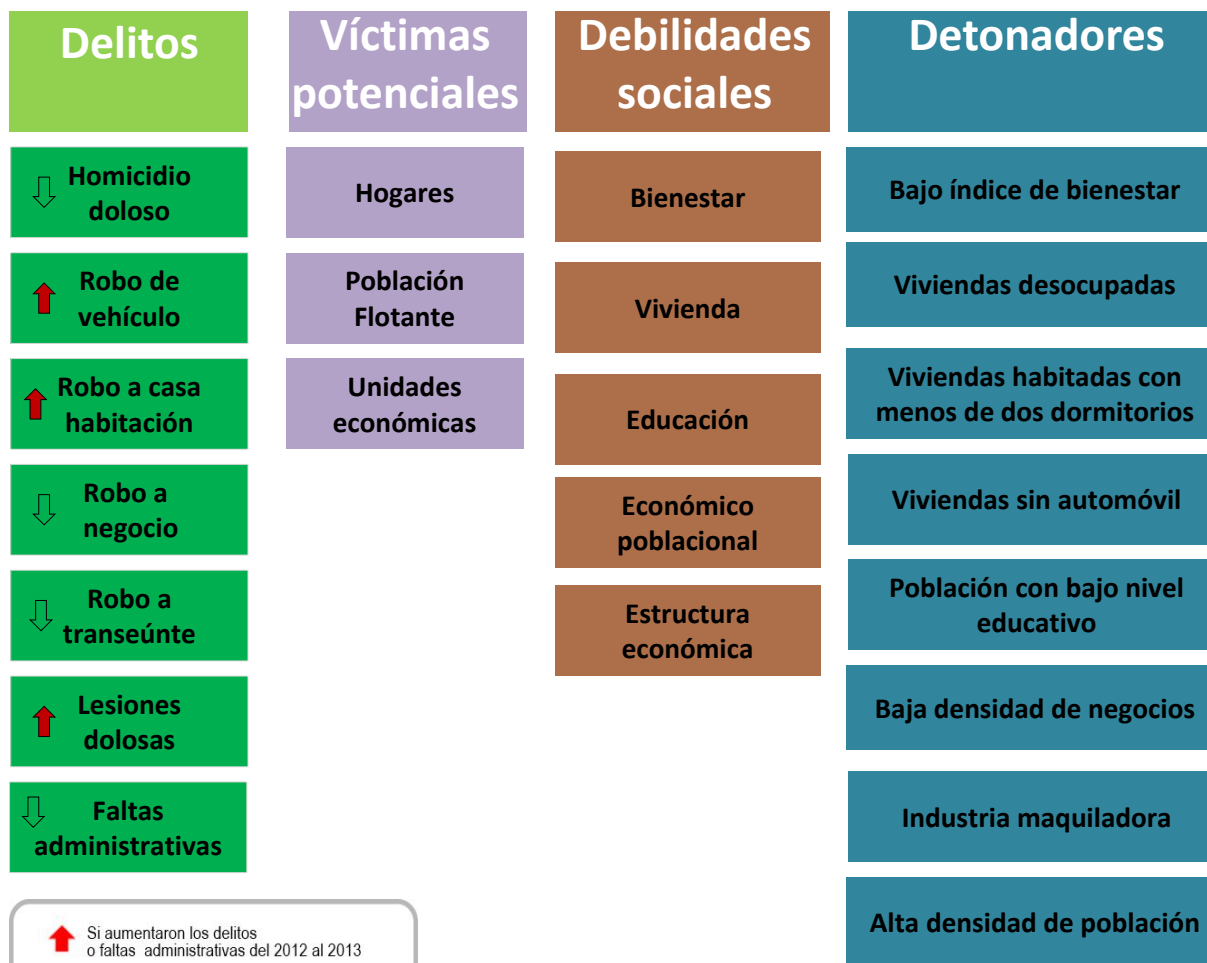 Delitos
Víctimas
potenciales
Debilidades
sociales
Detonadores
Homicidio
doloso
Robo de
vehículo
Robo a casa
habitación
Robo a
negocio
Robo a
transeúnte
Lesiones
dolosas
Faltas
administrativas
Hogares
Población
Flotante
Unidades
económicas
Bienestar
Vivienda
Educación
Económico
poblacional
Estructura
económica
Bajo índice de bienestar
Viviendas desocupadas
Viviendas habitadas con
menos de dos dormitorios
Viviendas sin automóvil
Población con bajo nivel
educativo
Baja densidad de negocios
Industria maquiladora
Alta densidad de población
Si aumentaron los delitos
o faltas administrativas del 2012 al 2013